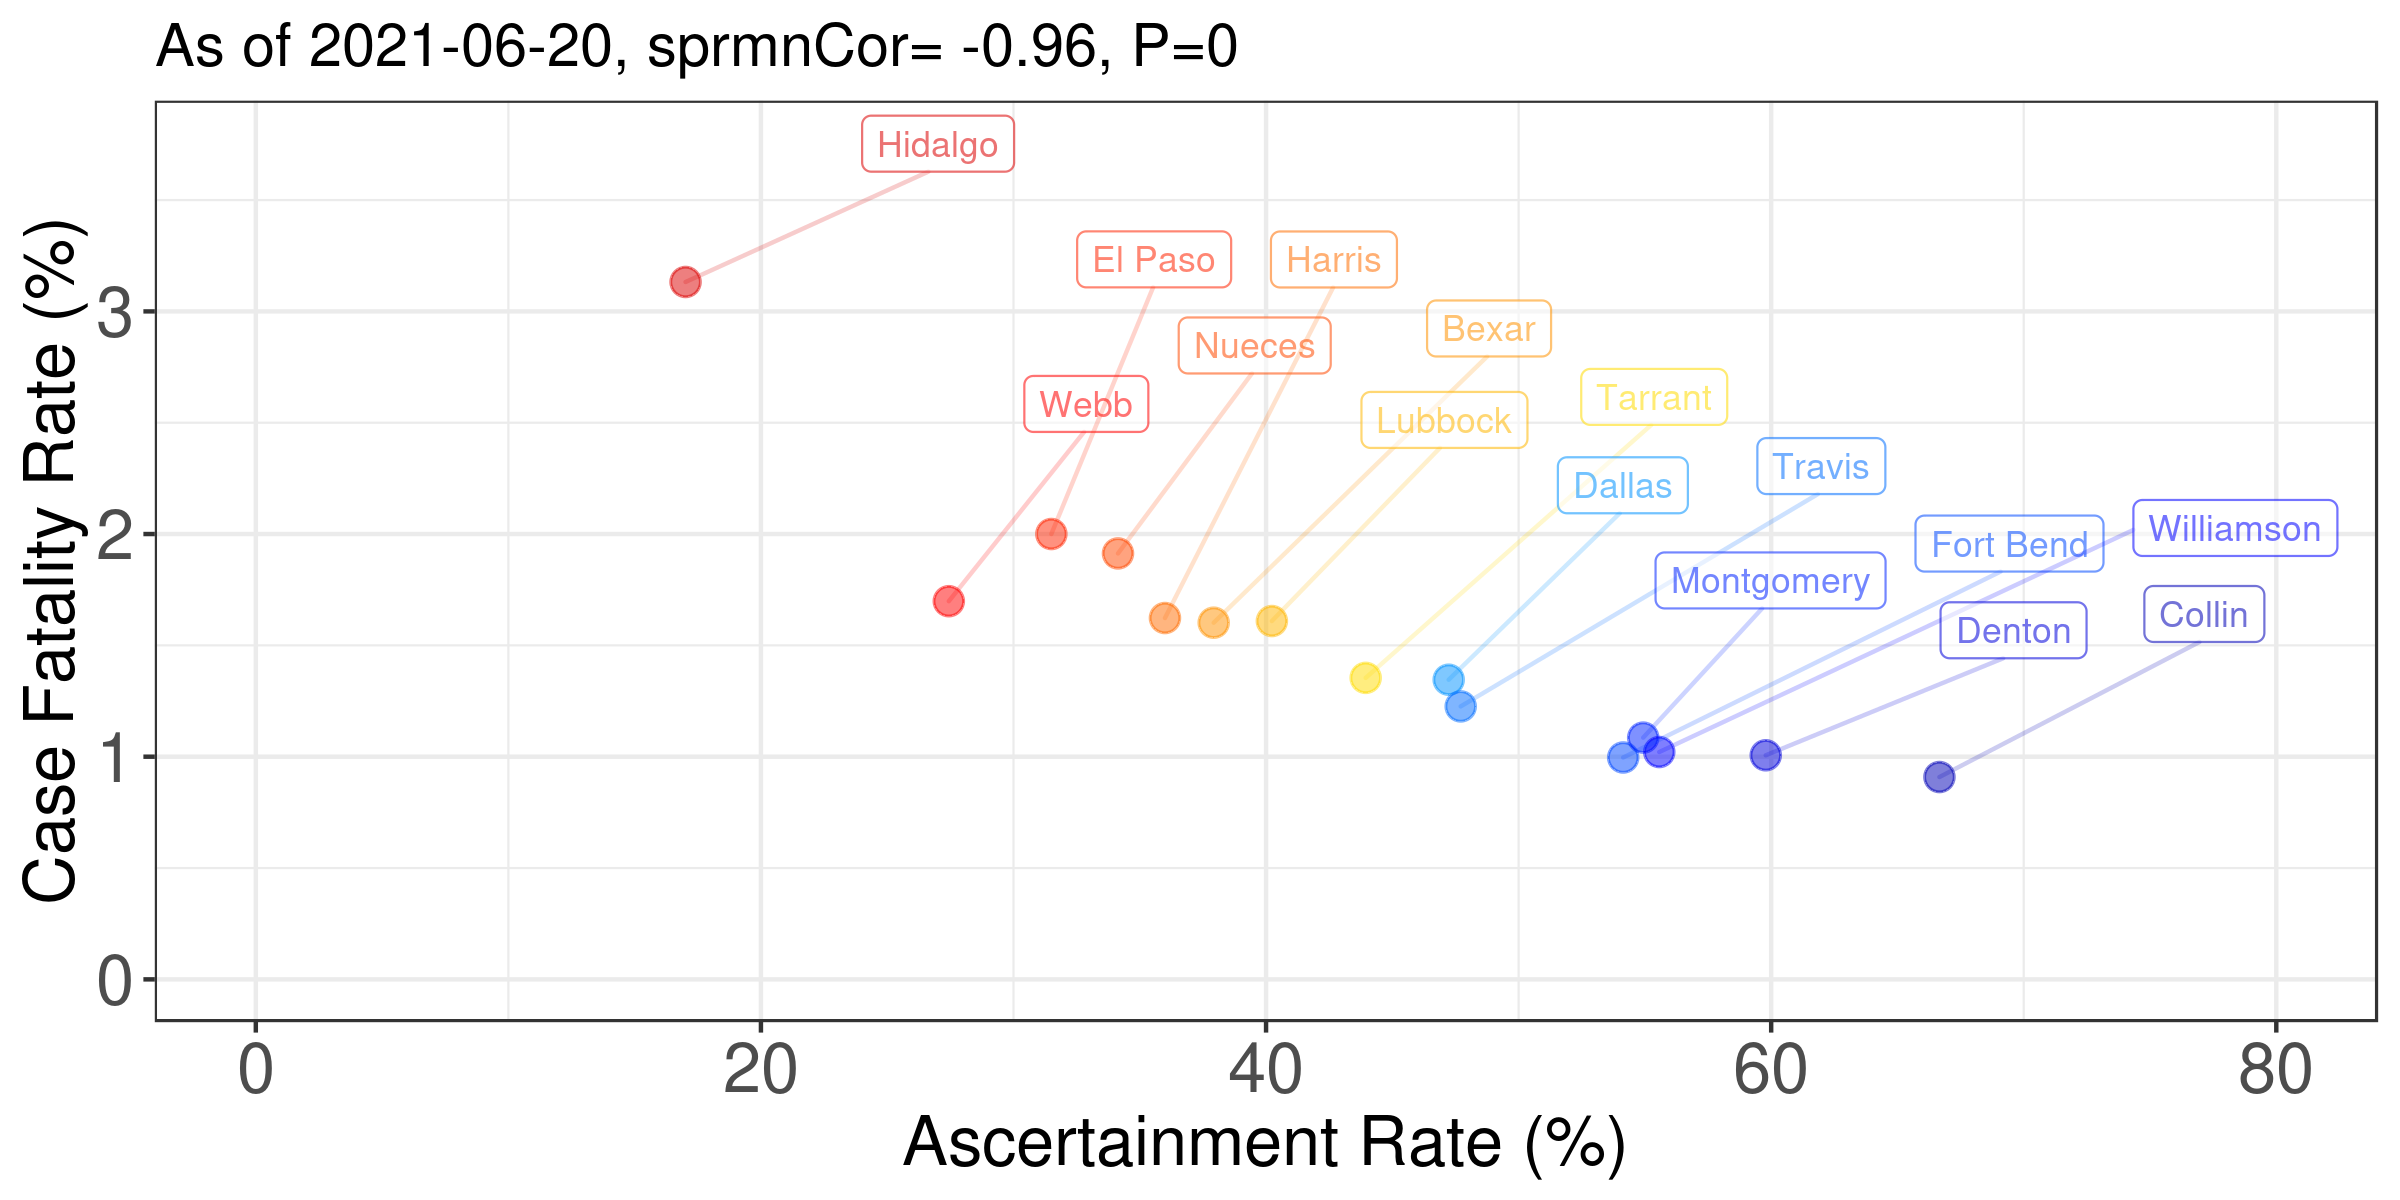 As of 2021-06-20, sprmnCor= -0.96, P=0
Case Fatality Rate (%)
3
2
1
0
Hidalgo
El Paso
Harris
Nueces
Bexar
Webb
Lubbock
Tarrant
Dallas
Travis
Williamson
Fort Bend
Montgomery
Collin
Denton
0 20 40 60 80
Ascertainment Rate (%)